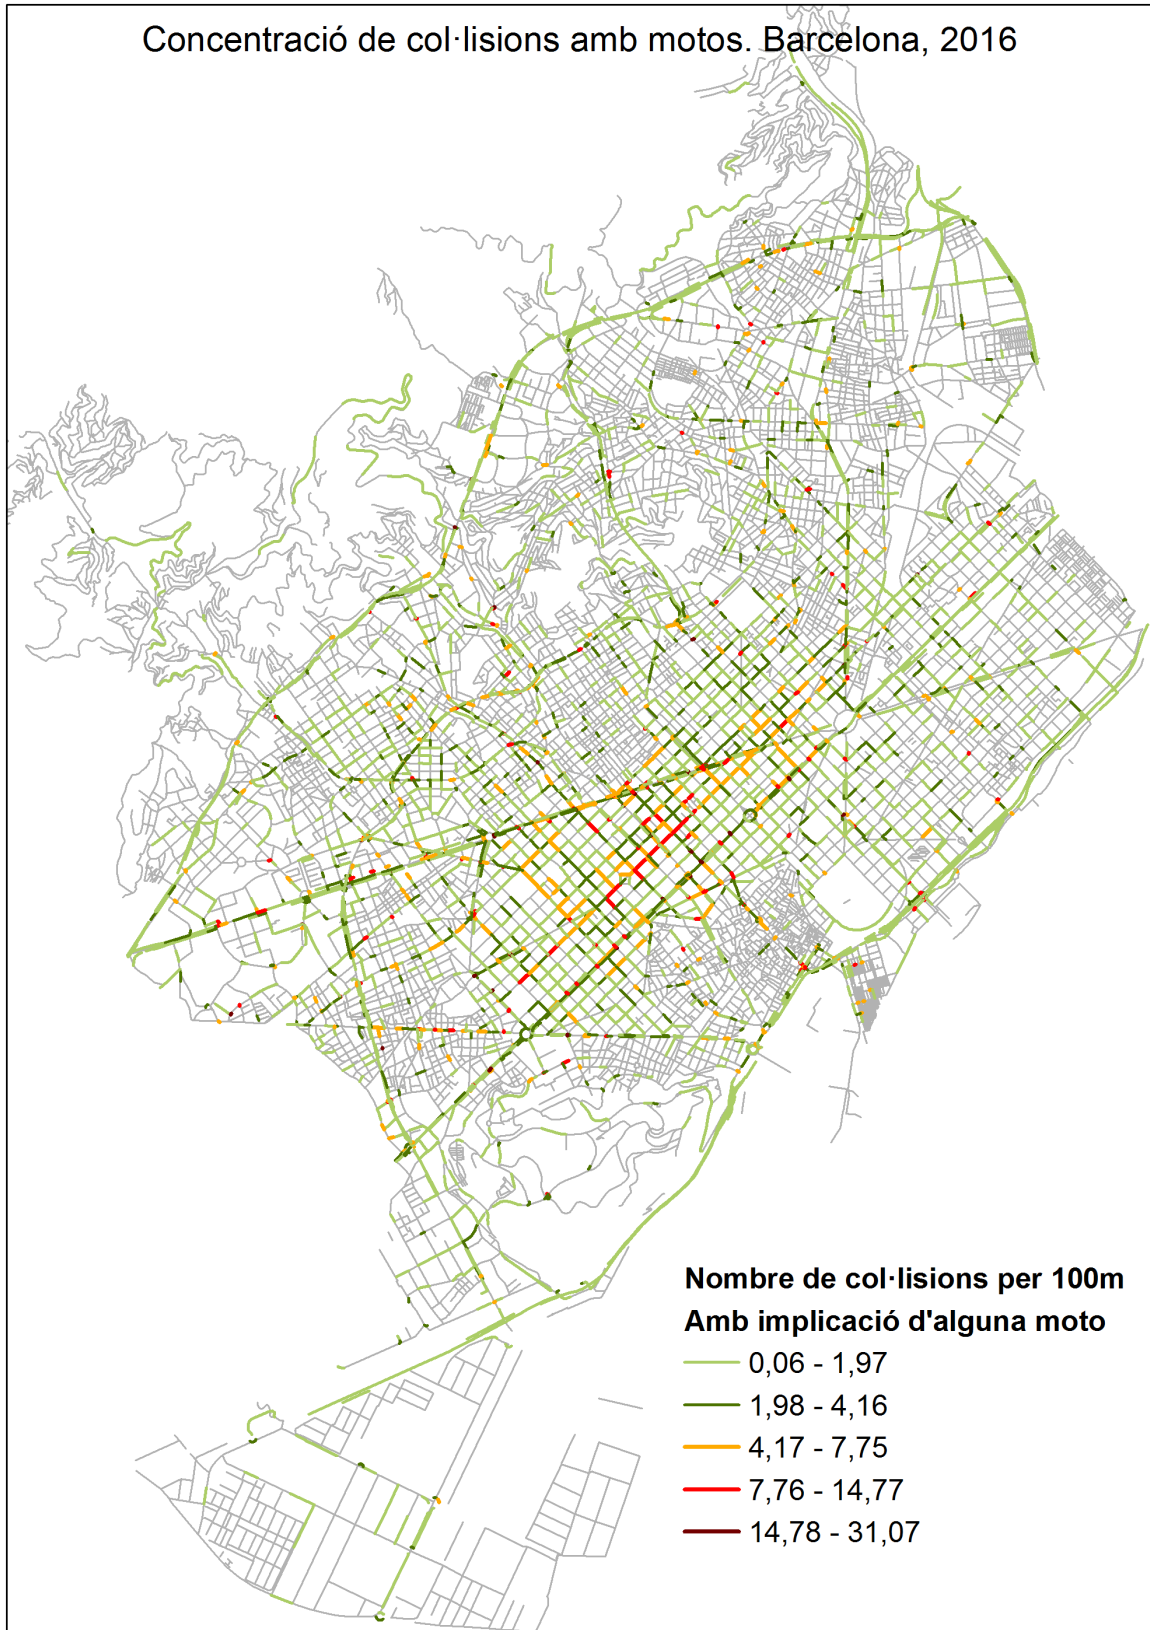 Concentració de col·lisions amb motos. Barcelona, 2016
Nombre de col·lisions per 100m
Amb implicació d'alguna moto
0,06 - 1,97
1,98 - 4,16
4,17 - 7,75
7,76 - 14,77
14,78 - 31,07